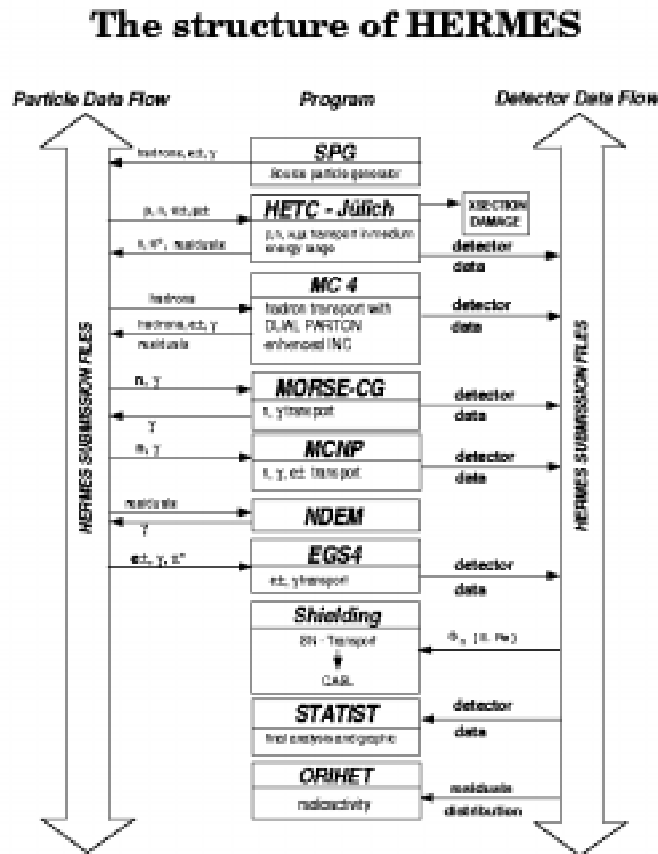 The structure of HERMES
Particle Data Flow
Program
Detector Data Flow
HERMES SUBMISSION FILES
hadrons, e±, γ
SPG
Source particle generator
HETC - Jülich
transport in medium
energy range
residuals
XSECTION
DAMAGE
detector
data
hadrons
hadrons, e±, γ
residuals
MC 4
hadron transport with
DUAL PARTON
enhanced INC
detector
data
n, γ
γ
MORSE-CG
n, γ transport
detector
data
n, γ
MCNP
n, γ, e± transport
detector
data
residuals
γ
NDEM
e±, γ, π°
EGS4
e±, γ transport
detector
data
Shielding
SN - Transport
STATIST
final analysis and graphic
detector
data
ORIHET
radioactivity
residuals
distribution
HERMES SUBMISSION FILES